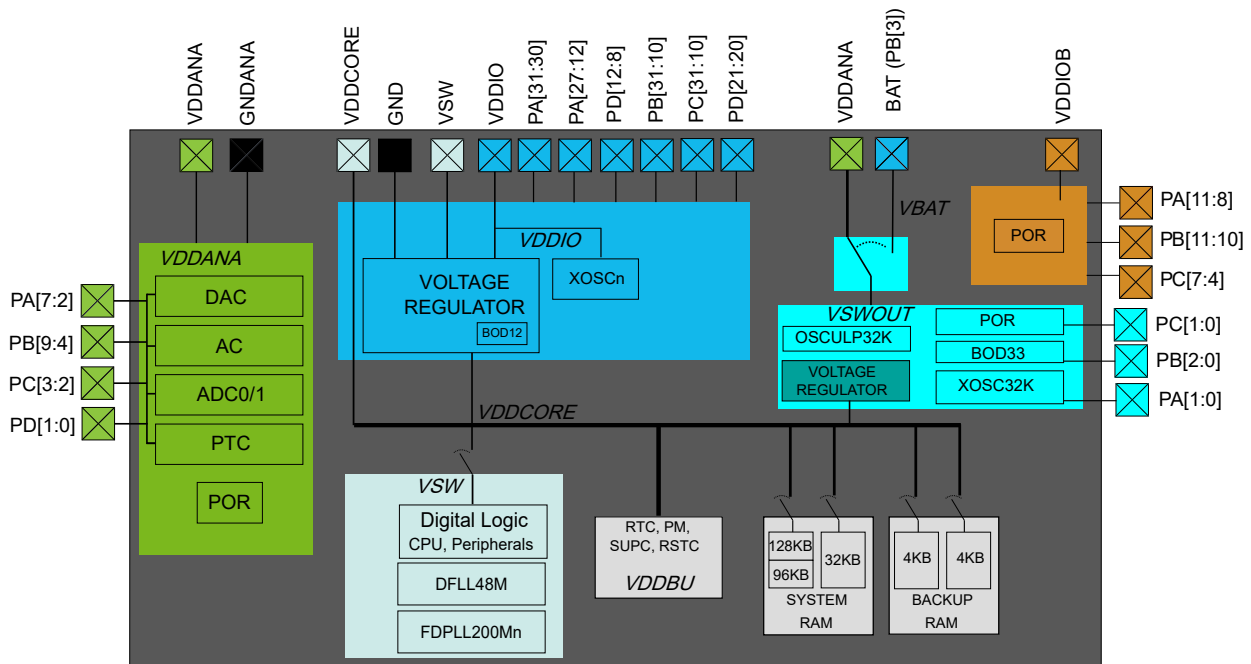 VDDANA
GNDANA
VDDCORE
GND
VSW
VDDIO
PA[31:30]
PA[27:12]
PD[12:8]
PB[31:10]
PC[31:10]
PD[21:20]
VDDANA
BAT (PB[3])
VDDIOB
VDDANA
DAC
AC
ADC0/1
PTC
POR
PA[7:2]
PB[9:4]
PC[3:2]
PD[1:0]
VDDIO
VOLTAGE
REGULATOR
BOD12
XOSCn
VBAT
POR
PA[11:8]
PB[11:10]
PC[7:4]
VSWOUT
OSCULP32K
VOLTAGE
REGULATOR
POR
BOD33
XOSC32K
PC[1:0]
PB[2:0]
PA[1:0]
VDDCORE
VSW
Digital Logic
CPU, Peripherals
DFLL48M
FDPLL200Mn
RTC, PM,
SUPC, RSTC
VDDBU
128KB
96KB
32KB
SYSTEM
RAM
4KB
4KB
BACKUP
RAM